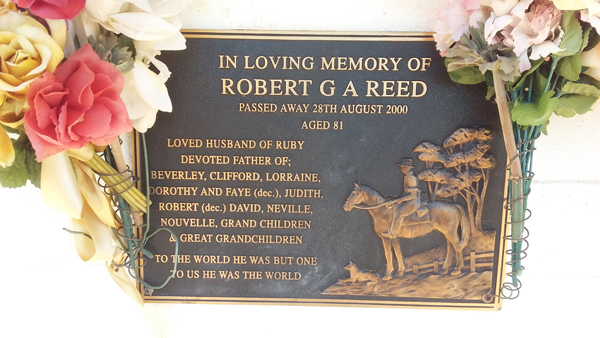 IN LOVING MEMORY OF
ROBERT G A REED
PASSED AWAY 28TH AUGUST 2000
AGED 81
LOVED HUSBAND OF RUBY
DEVOTED FATHER OF;
BEVERLEY, CLIFFORD, LORRAINE,
DOROTHY AND FAYE (dec.), JUDITH,
ROBERT (dec.) DAVID, NEVILLE,
NOUVELLE, GRAND CHILDREN
& GREAT GRANDCHILDREN
TO THE WORLD HE WAS BUT ONE
TO US HE WAS THE WORLD